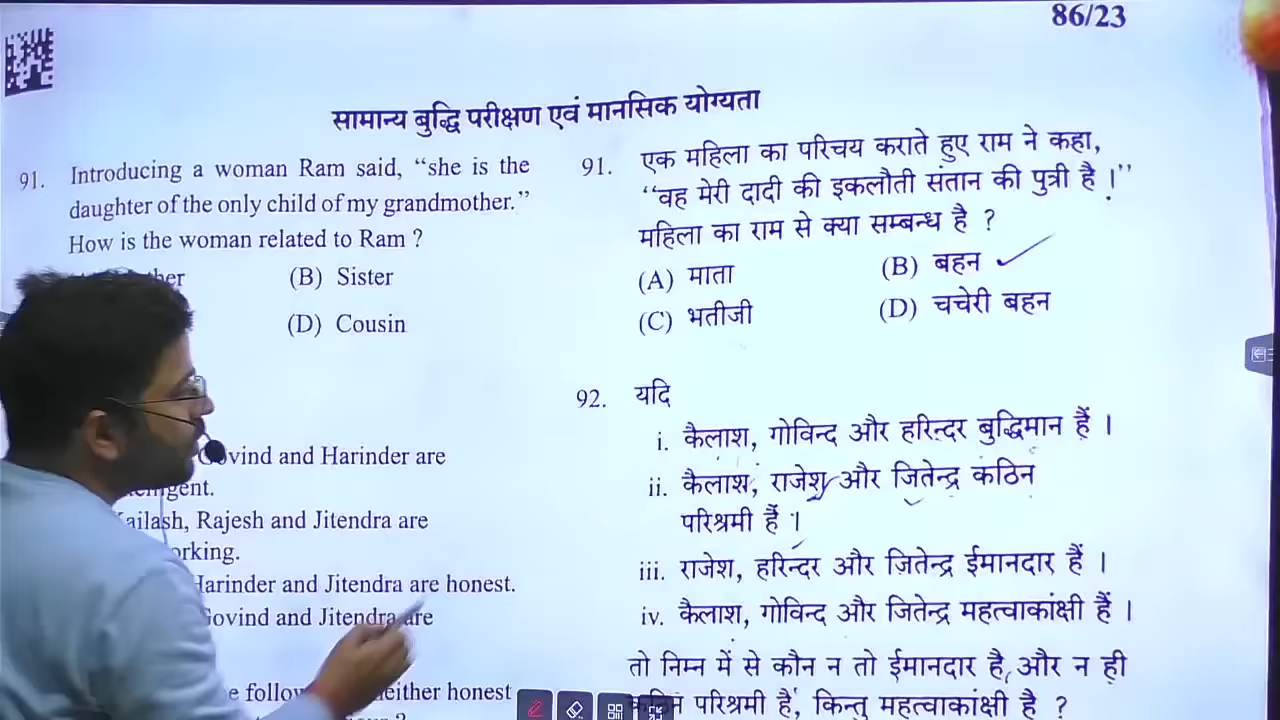 86/23
सामान्य बुद्धि परीक्षण एवं मानसिक योग्यता
91. Introducing a woman Ram said, “she is the
daughter of the only child of my grandmother.”
How is the woman related to Ram ?
(B) Sister
(D) Cousin
Govind and Harinder are
Kailash, Rajesh and Jitendra are
Harinder and Jitendra are honest.
Govind and Jitendra are
neither honest
91. एक महिला का परिचय कराते हुए राम ने कहा,
“वह मेरी दादी की इकलौती संतान की पुत्री है ।”
महिला का राम से क्या सम्बन्ध है ?
(A) माता
(B) बहन
(C) भतीजी
(D) चचेरी बहन
92. यदि
i. कैलाश, गोविन्द और हरिन्दर बुद्धिमान हैं ।
ii. कैलाश, राजेश और जितेन्द्र कठिन
परिश्रमी हैं ।
iii. राजेश, हरिन्दर और जितेन्द्र ईमानदार हैं ।
iv. कैलाश, गोविन्द और जितेन्द्र महत्वाकांक्षी हैं ।
तो निम्न में से कौन न तो ईमानदार है, और न ही
कठिन परिश्रमी है, किन्तु महत्वाकांक्षी है ?